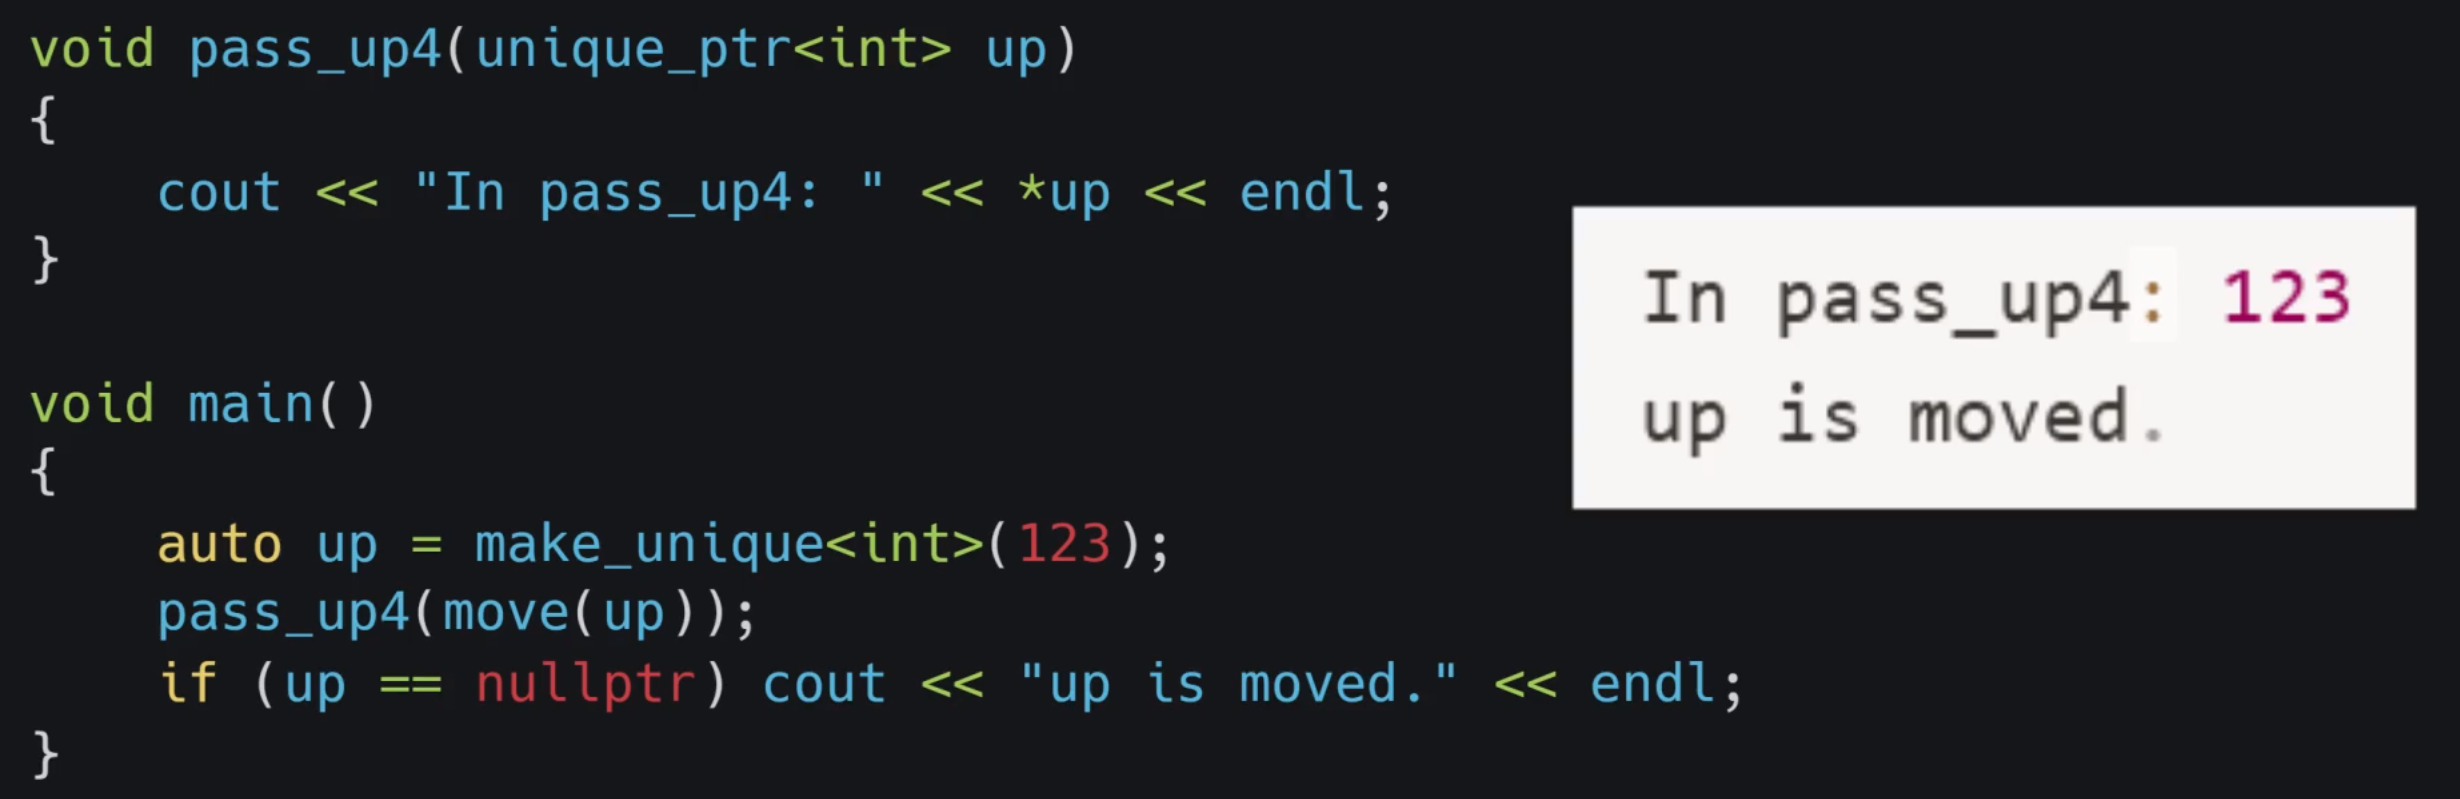 void pass_up4(unique_ptr<int> up)
{
    cout << "In pass_up4: " << *up << endl;
}

void main()
{
    auto up = make_unique<int>(123);
    pass_up4(move(up));
    if (up == nullptr) cout << "up is moved." << endl;
}
In pass_up4: 123
up is moved.